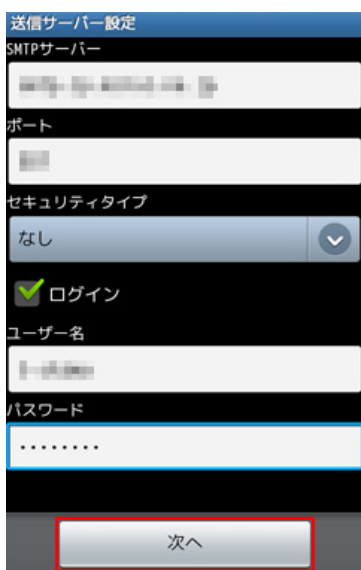 送信サーバー設定
SMTPサーバー
ポート
セキュリティタイプ
なし
ログイン
ユーザー名
パスワード
········
次へ